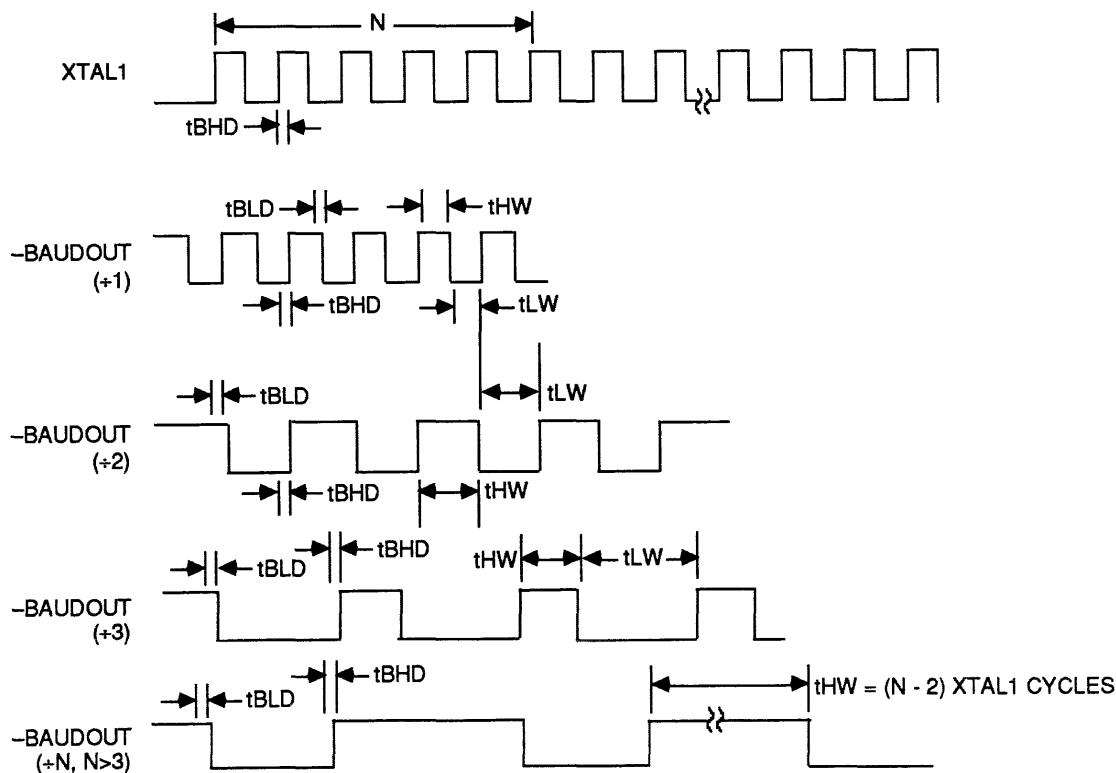 N
XTAL1
tBHD
tBLD
tHW
–BAUDOUT
(÷1)
tBHD
tLW
tBLD
tLW
–BAUDOUT
(÷2)
tBHD
tHW
tBHD
tBLD
tHW
tLW
–BAUDOUT
(÷3)
tBHD
tBLD
tHW = (N - 2) XTAL1 CYCLES
–BAUDOUT
(÷N, N>3)